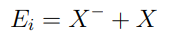 E_i = X^- + X